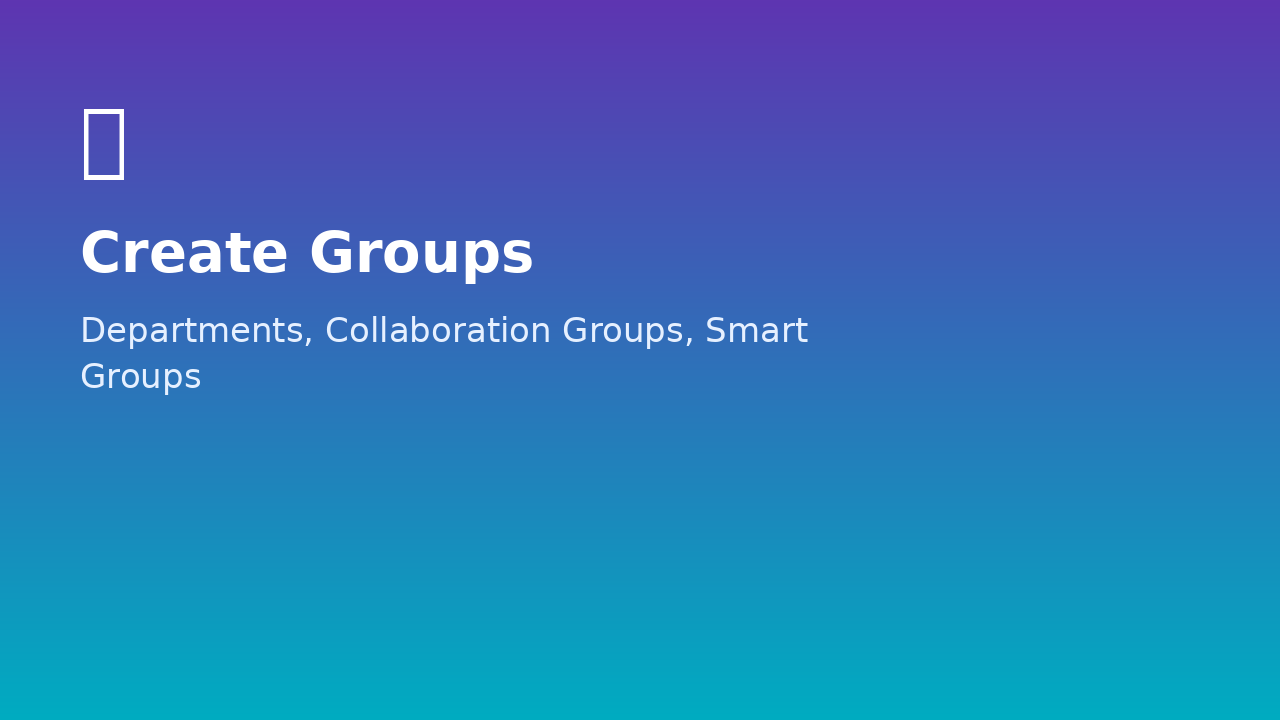 Create Groups
Departments, Collaboration Groups, Smart
Groups